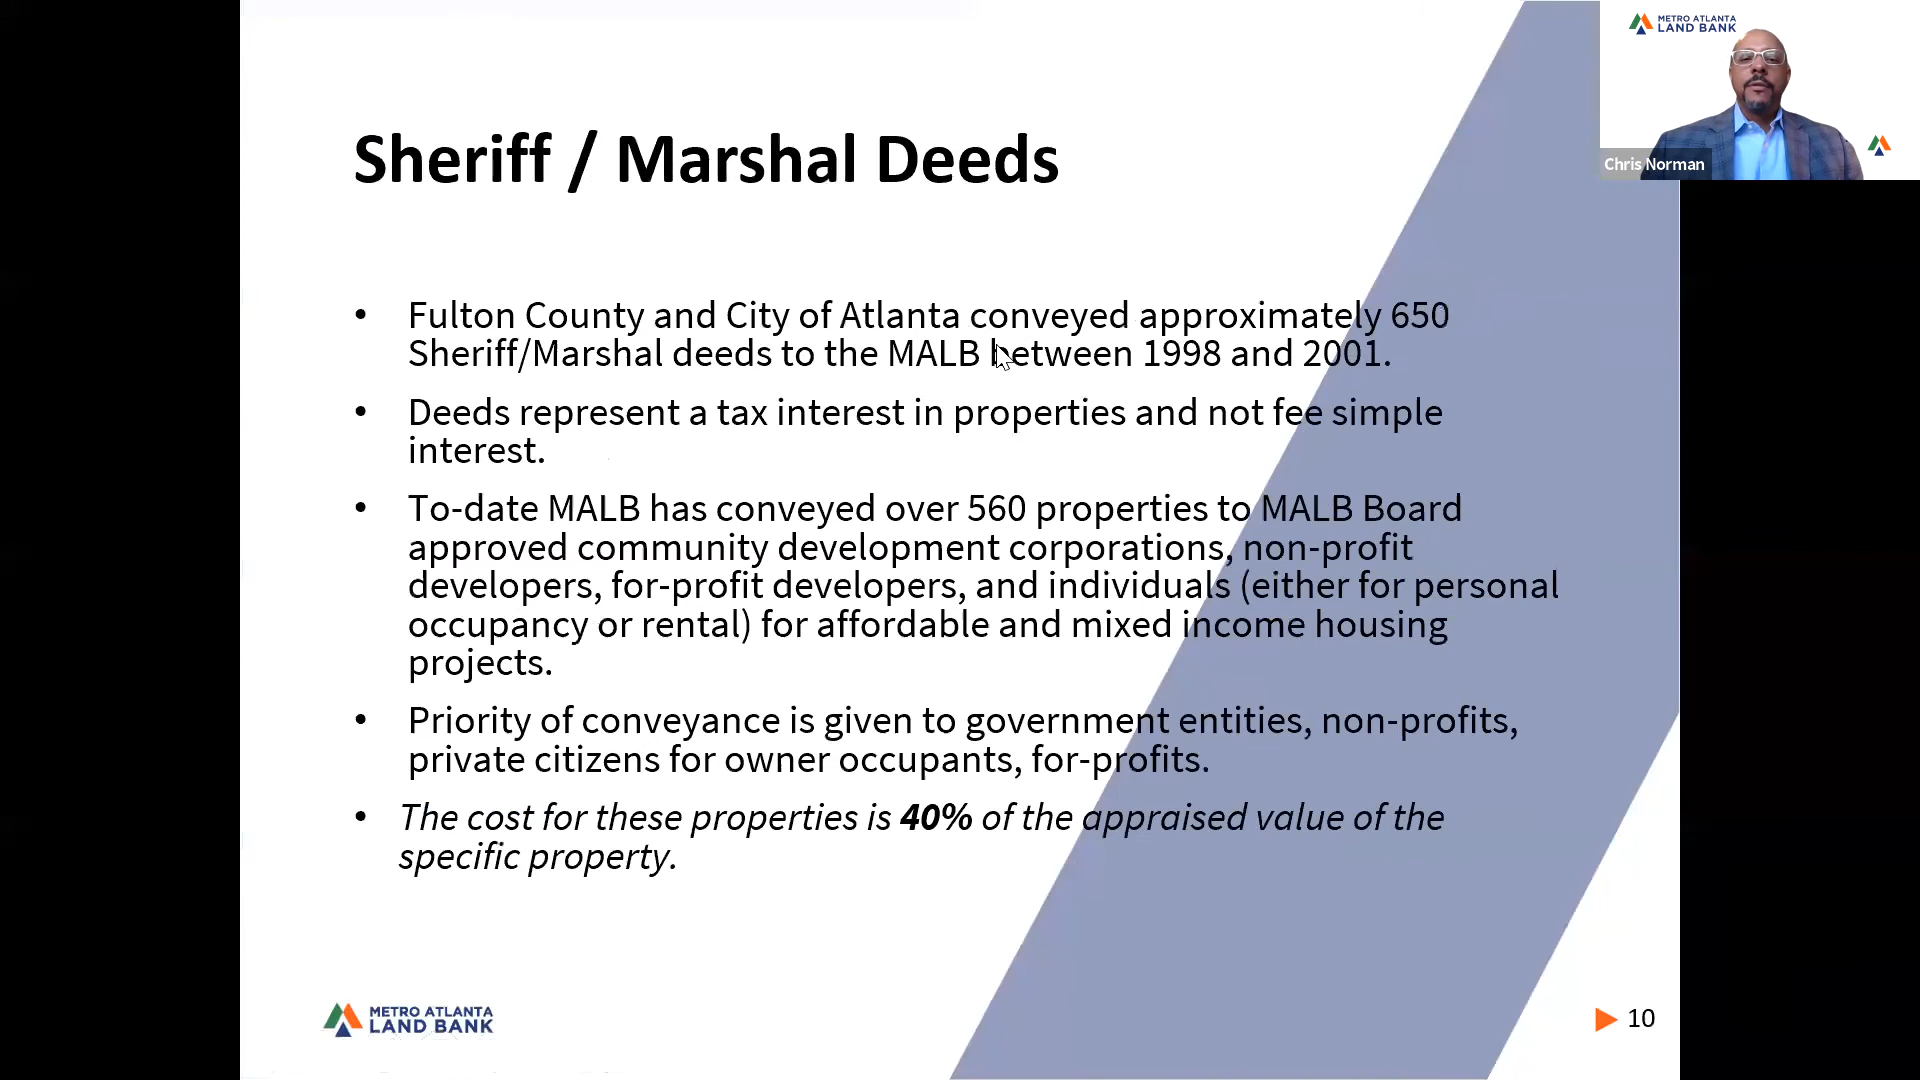 METRO ATLANTA
LAND BANK
Chris Norman
Sheriff / Marshal Deeds
• Fulton County and City of Atlanta conveyed approximately 650
Sheriff/Marshal deeds to the MALB between 1998 and 2001.
• Deeds represent a tax interest in properties and not fee simple
interest.
• To-date MALB has conveyed over 560 properties to MALB Board
approved community development corporations, non-profit
developers, for-profit developers, and individuals (either for personal
occupancy or rental) for affordable and mixed income housing
projects.
• Priority of conveyance is given to government entities, non-profits,
private citizens for owner occupants, for-profits.
• The cost for these properties is 40% of the appraised value of the
specific property.
METRO ATLANTA
LAND BANK
10